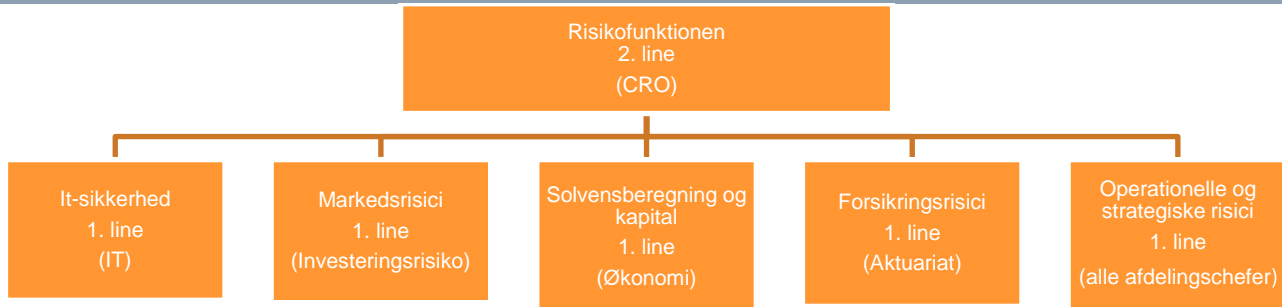 Risikofunktionen
2. line
(CRO)
It-sikkerhed
1. line
(IT)
Markedsrisici
1. line
(Investeringsrisiko)
Solvensberegning og
kapital
1. line
(Økonomi)
Forsikringsrisici
1. line
(Aktuariat)
Operationelle og
strategiske risici
1. line
(alle afdelingschefer)